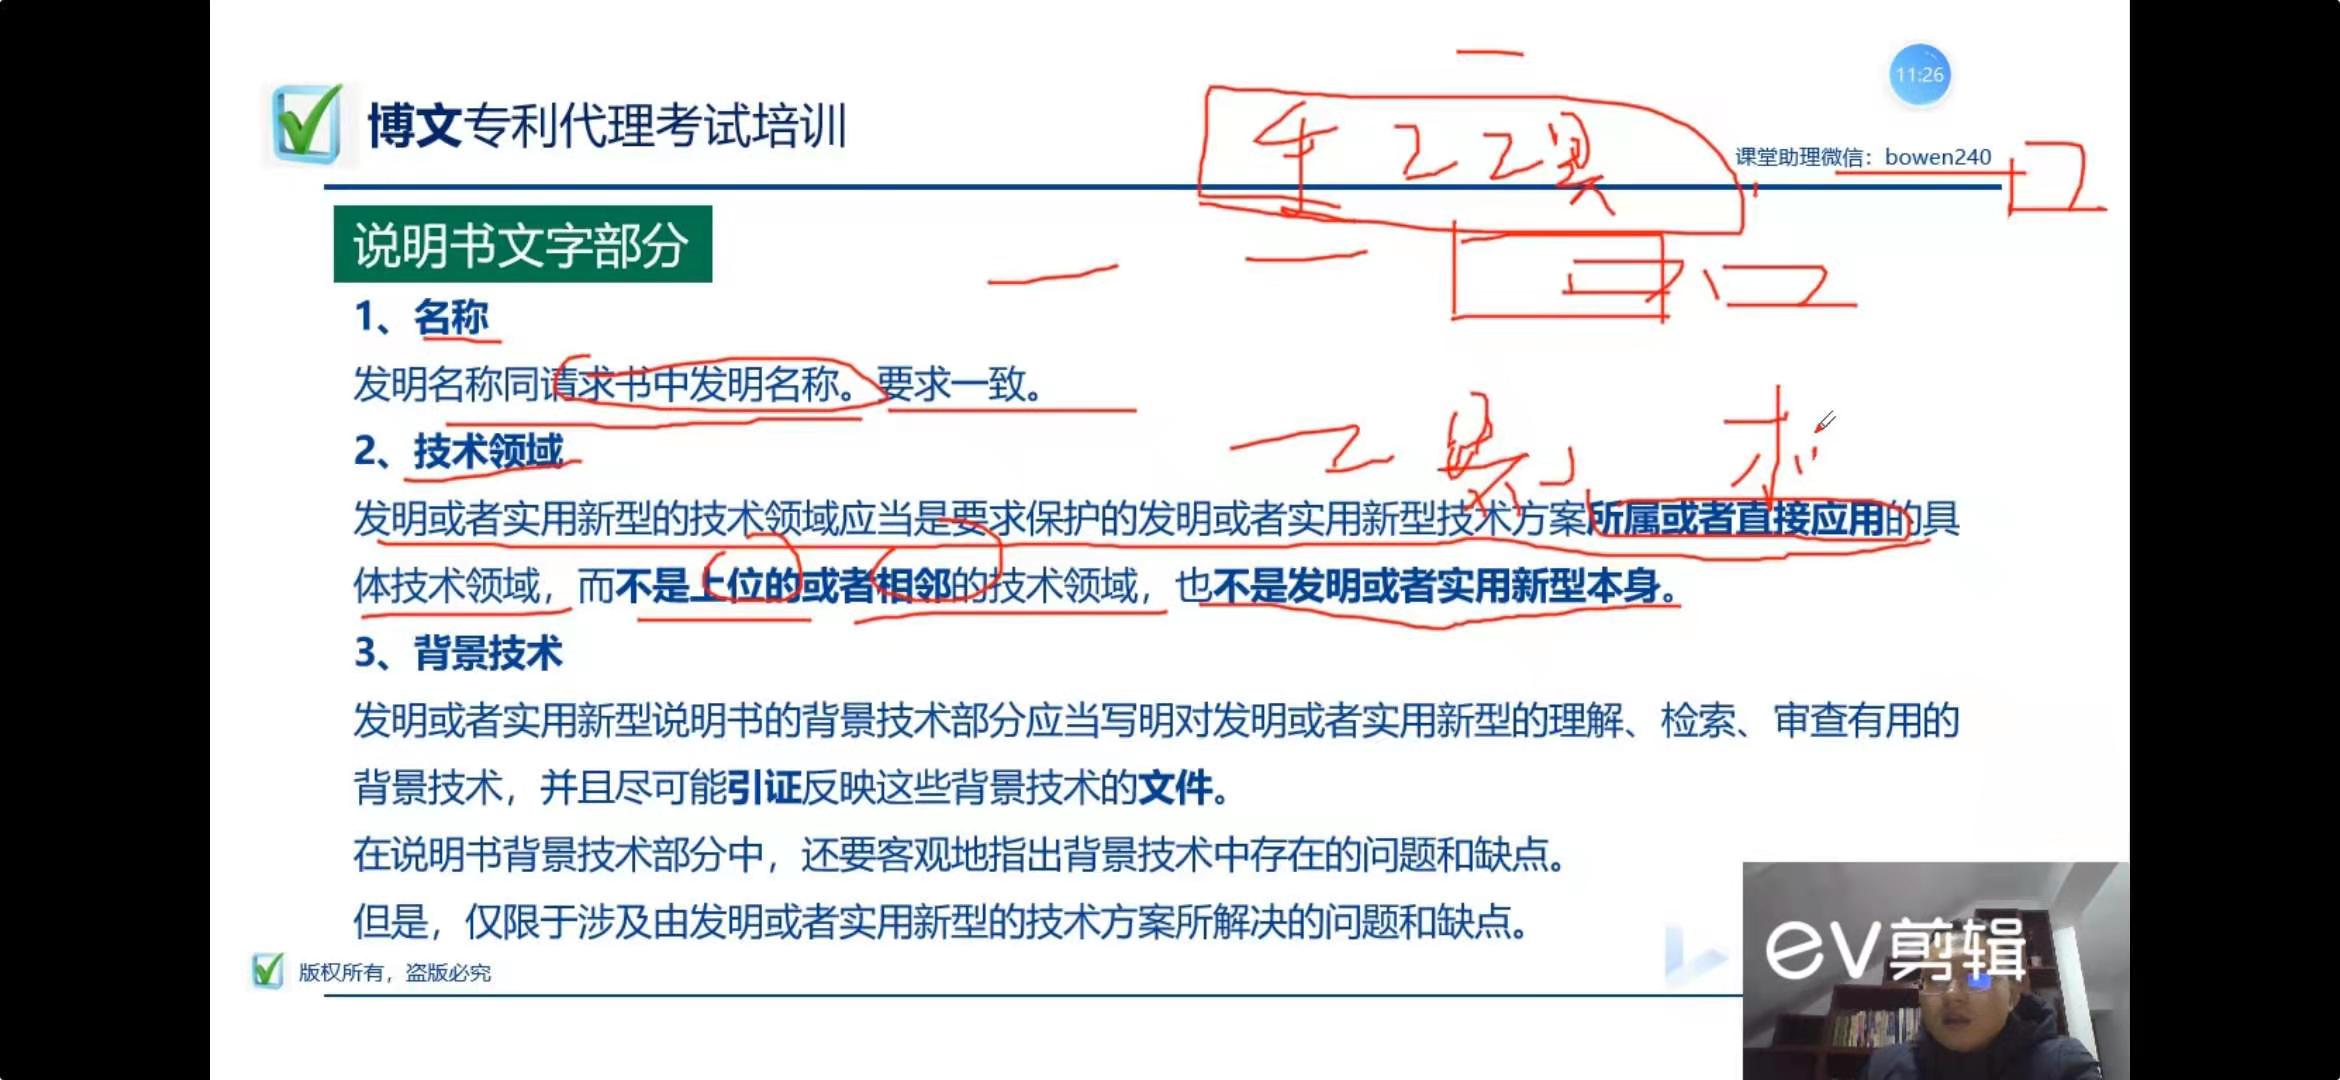 11:26
博文专利代理考试培训
课堂助理微信：bowen240
说明书文字部分
1、名称
发明名称同请求书中发明名称。要求一致。
2、技术领域
发明或者实用新型的技术领域应当是要求保护的发明或者实用新型技术方案所属或者直接应用的具
体技术领域，而不是上位的或者相邻的技术领域，也不是发明或者实用新型本身。
3、背景技术
发明或者实用新型说明书的背景技术部分应当写明对发明或者实用新型的理解、检索、审查有用的
背景技术，并且尽可能引证反映这些背景技术的文件。
在说明书背景技术部分中，还要客观地指出背景技术中存在的问题和缺点。
但是，仅限于涉及由发明或者实用新型的技术方案所解决的问题和缺点。
版权所有，盗版必究
eV剪辑